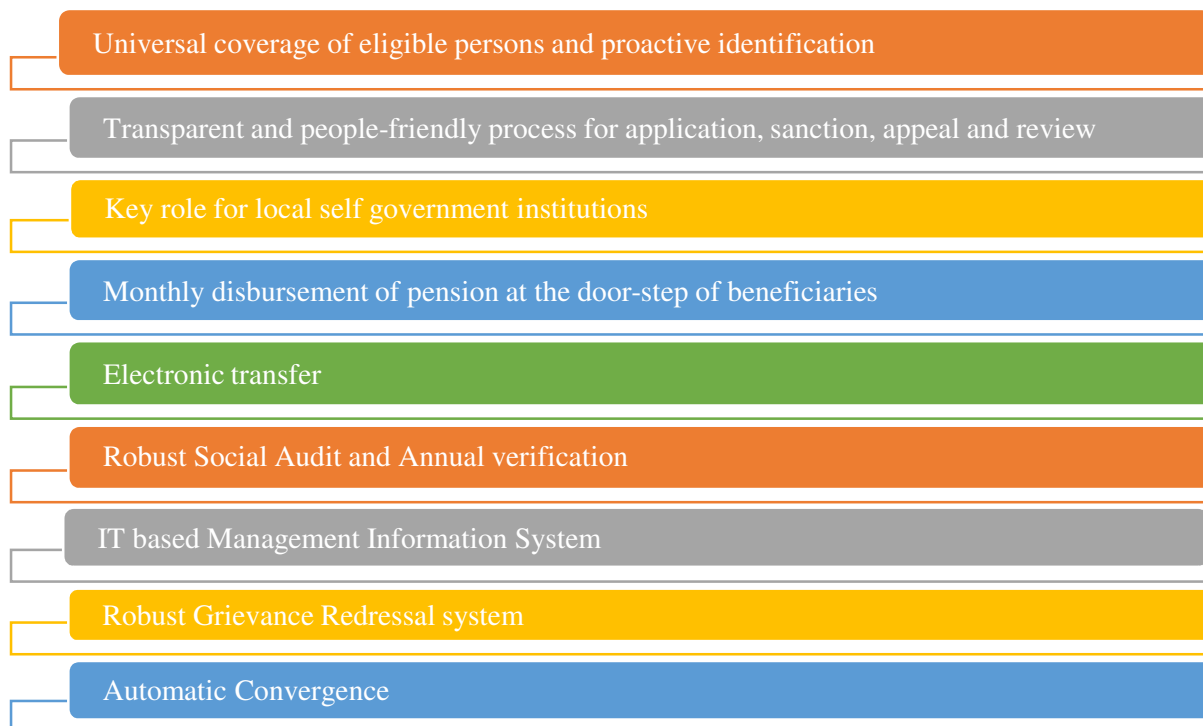 Universal coverage of eligible persons and proactive identification
Transparent and people-friendly process for application, sanction, appeal and review
Key role for local self government institutions
Monthly disbursement of pension at the door-step of beneficiaries
Electronic transfer
Robust Social Audit and Annual verification
IT based Management Information System
Robust Grievance Redressal system
Automatic Convergence